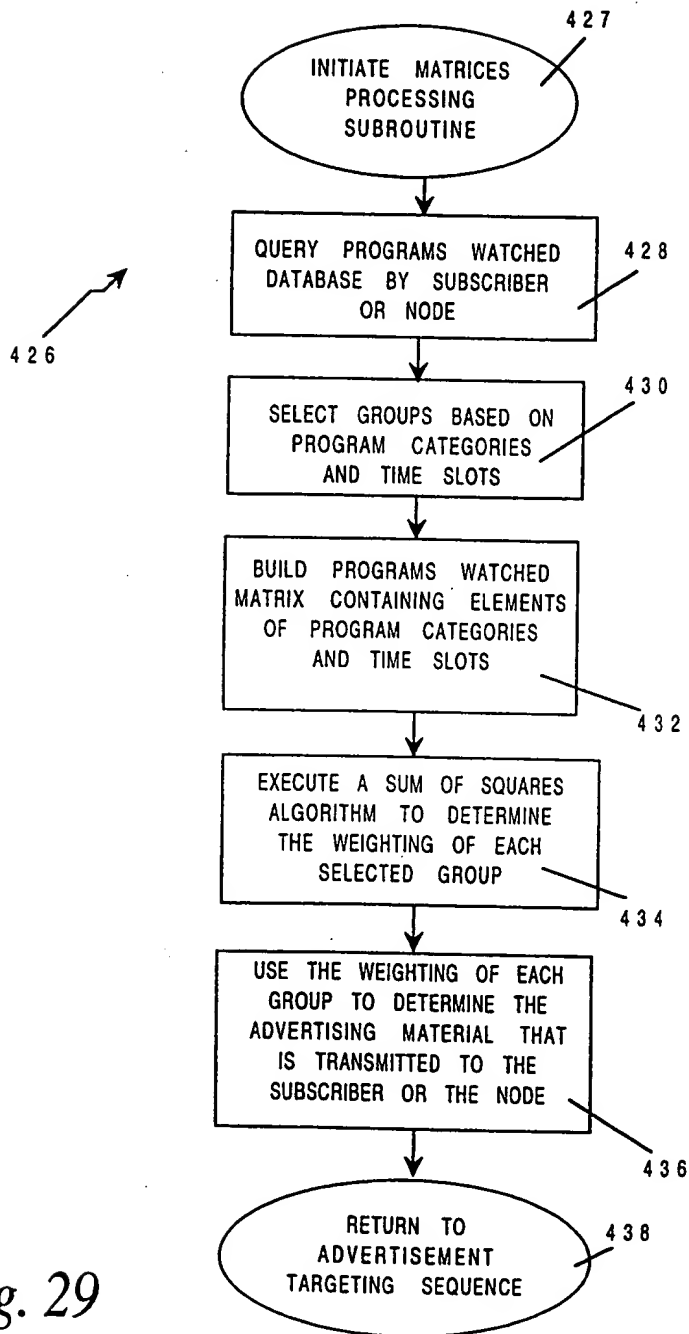 427
INITIATE MATRICES
PROCESSING
SUBROUTINE
QUERY PROGRAMS WATCHED
DATABASE BY SUBSCRIBER
OR NODE
428
426
SELECT GROUPS BASED ON
PROGRAM CATEGORIES
AND TIME SLOTS
430
BUILD PROGRAMS WATCHED
MATRIX CONTAINING ELEMENTS
OF PROGRAM CATEGORIES
AND TIME SLOTS
432
EXECUTE A SUM OF SQUARES
ALGORITHM TO DETERMINE
THE WEIGHTING OF EACH
SELECTED GROUP
434
USE THE WEIGHTING OF EACH
GROUP TO DETERMINE THE
ADVERTISING MATERIAL THAT
IS TRANSMITTED TO THE
SUBSCRIBER OR THE NODE
436
RETURN TO
ADVERTISEMENT
TARGETING SEQUENCE
438
g. 29